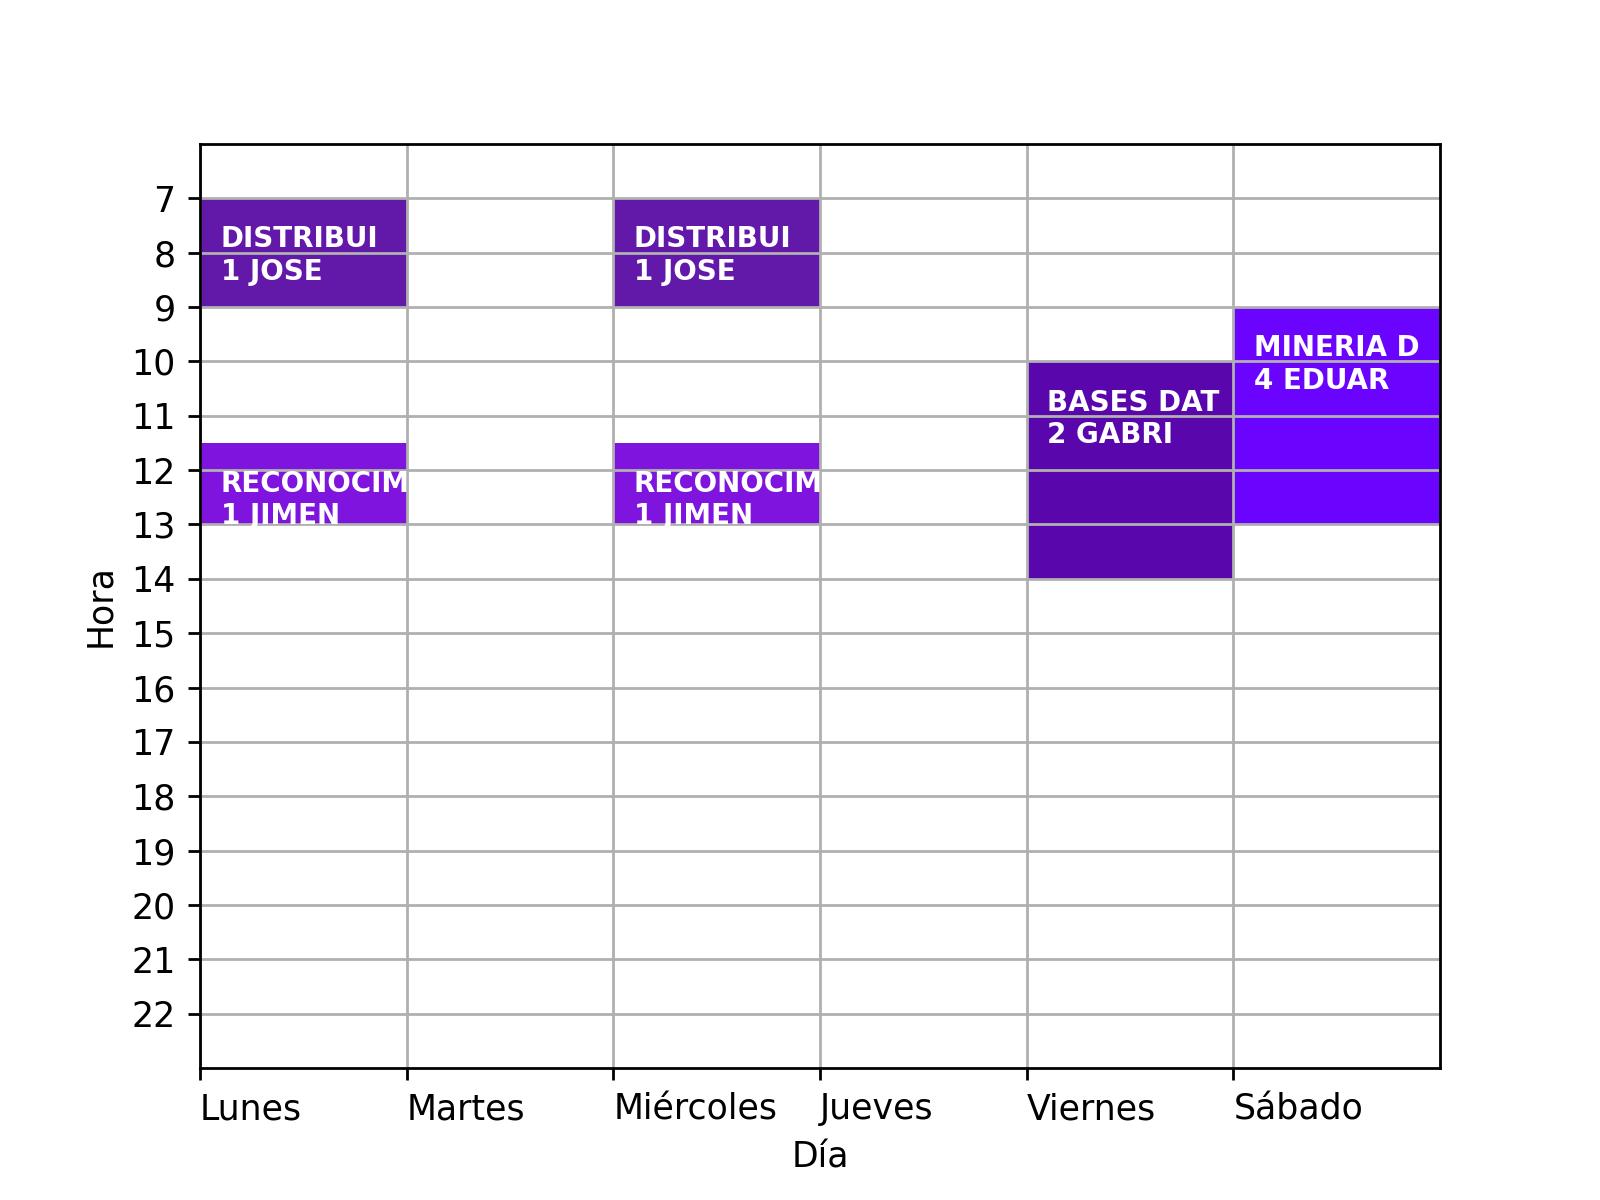 7
DISTRIBUI
1 JOSE
DISTRIBUI
1 JOSE
8
9
MINERIA D
4 EDUAR
10
BASES DAT
2 GABRI
11
12
RECONOCIM
1 JIMEN
RECONOCIM
1 JIMEN
13
14
Hora
15
16
17
18
19
20
21
22
Lunes
Martes
Miércoles
Jueves
Viernes
Sábado
Día